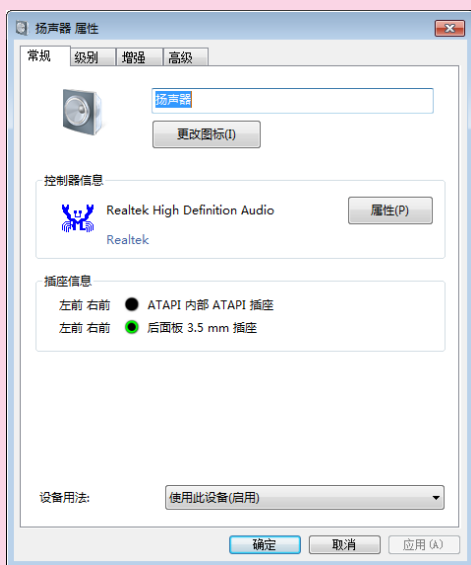 扬声器 属性
常规 级别 增强 高级
扬声器
更改图标(I)
控制器信息
Realtek High Definition Audio 属性(P)
Realtek
插座信息
左前 右前 ATAPI 内部 ATAPI 插座
左前 右前 后面板 3.5 mm 插座
设备用法: 使用此设备(启用)
确定 取消 应用(A)